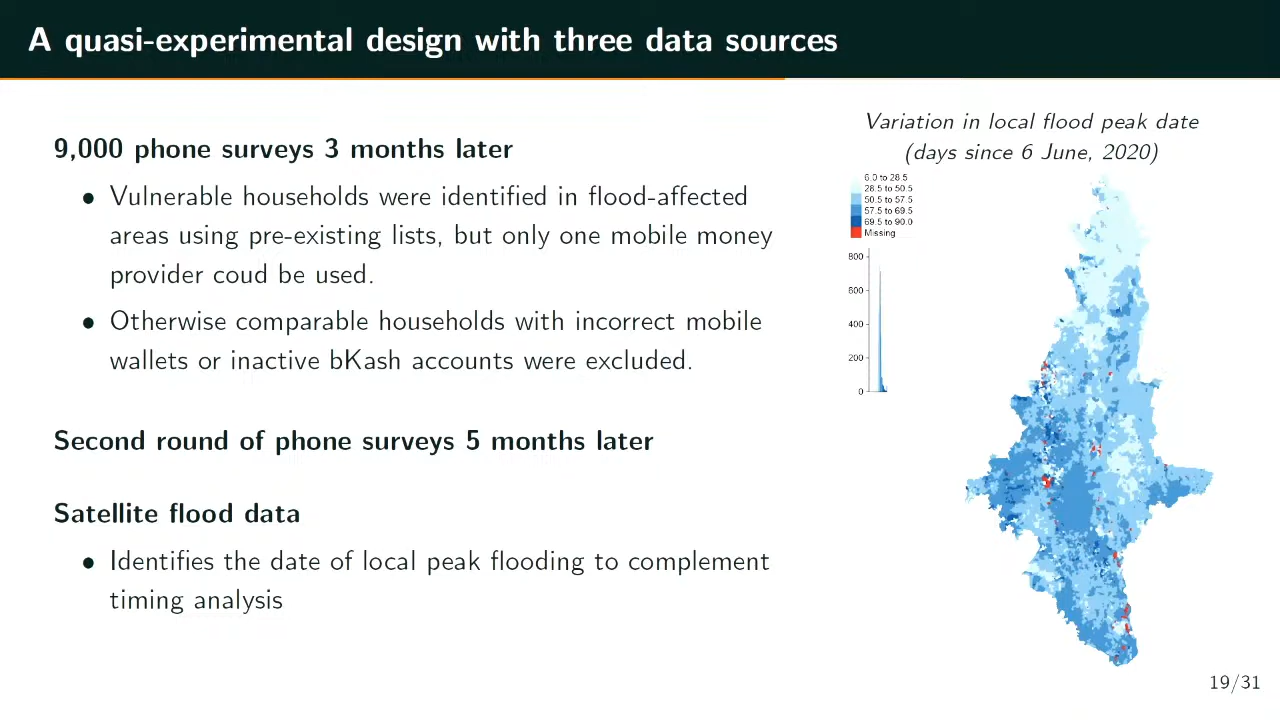 A quasi-experimental design with three data sources
9,000 phone surveys 3 months later
• Vulnerable households were identified in flood-affected
areas using pre-existing lists, but only one mobile money
provider coud be used.
• Otherwise comparable households with incorrect mobile
wallets or inactive bKash accounts were excluded.
Second round of phone surveys 5 months later
Satellite flood data
• Identifies the date of local peak flooding to complement
timing analysis
Variation in local flood peak date
(days since 6 June, 2020)
6.0 to 28.5
28.5 to 50.5
50.5 to 57.5
57.5 to 69.5
69.5 to 90.0
Missing
800
600
400
200
0
19/31